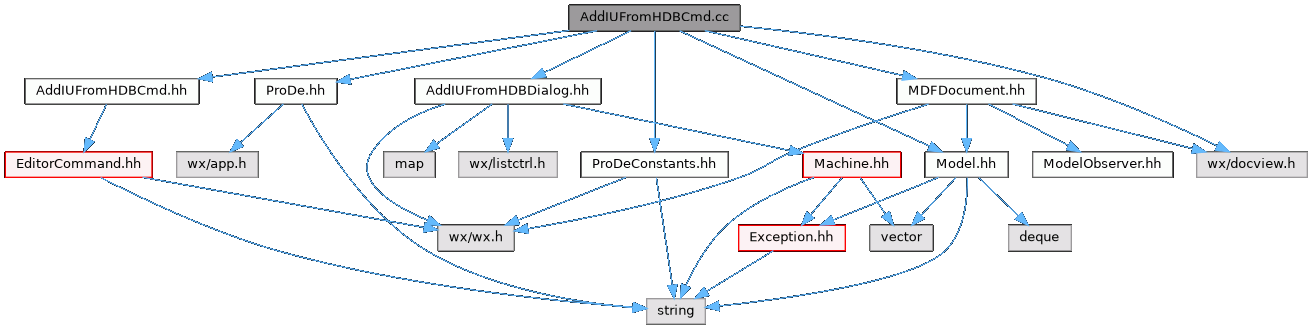 AddIUFromHDBCmd.cc
AddIUFromHDBCmd.hh
ProDe.hh
AddIUFromHDBDialog.hh
MDFDocument.hh
EditorCommand.hh
wx/app.h
map
wx/listctrl.h
ProDeConstants.hh
Machine.hh
Model.hh
ModelObserver.hh
wx/docview.h
wx/wx.h
Exception.hh
vector
deque
string